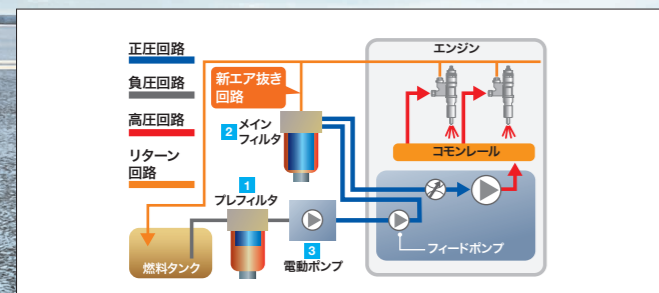 正圧回路
負圧回路
高圧回路
リターン
回路
新エア抜き
回路
2 メイン
フィルタ
1
プレフィルタ
3
電動ポンプ
燃料タンク
エンジン
コモンレール
フィードポンプ